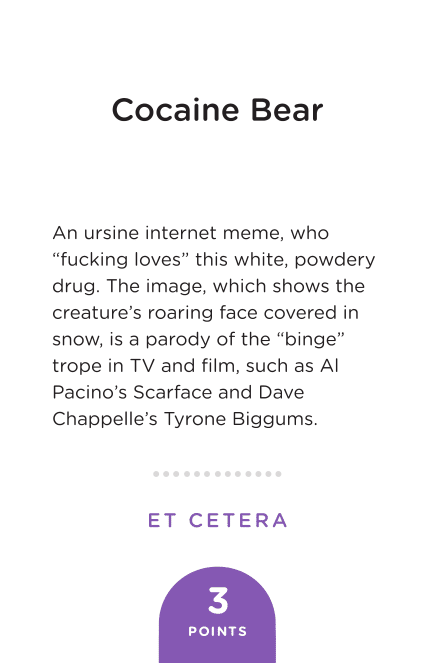 Cocaine Bear
An ursine internet meme, who
“fucking loves” this white, powdery
drug. The image, which shows the
creature’s roaring face covered in
snow, is a parody of the “binge”
trope in TV and film, such as Al
Pacino’s Scarface and Dave
Chappelle’s Tyrone Biggums.
ET CETERA
3
POINTS